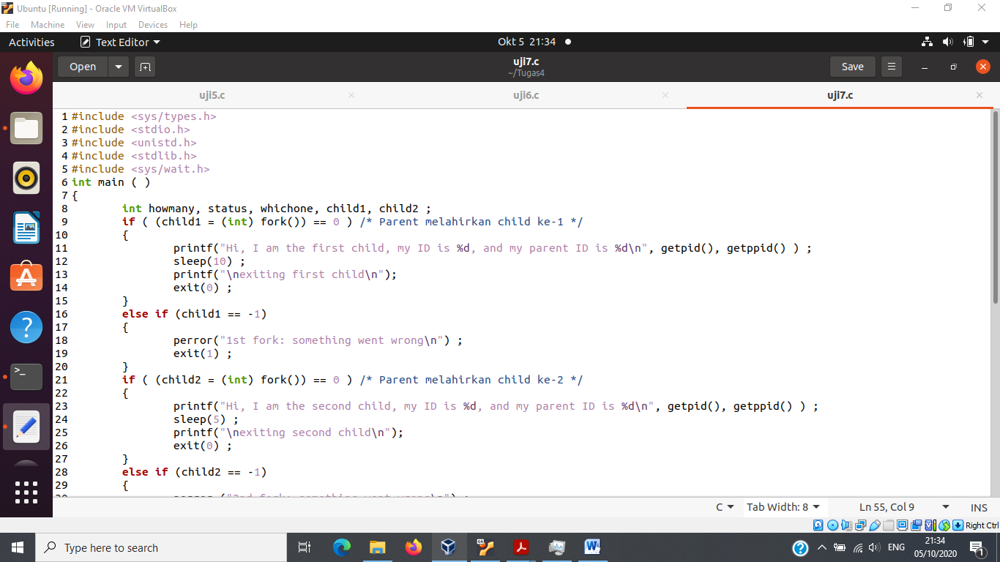 Ubuntu [Running] - Oracle VM VirtualBox
File Machine View Input Devices Help
Activities Text Editor Okt 5 21:34
Open uji7.c Save
~/Tugas4
uji5.c uji6.c uji7.c
1 #include <sys/types.h>
2 #include <stdio.h>
3 #include <unistd.h>
4 #include <stdlib.h>
5 #include <sys/wait.h>
6 int main ( )
7 {
8 int howmany, status, whichone, child1, child2 ;
9 if ( (child1 = (int) fork()) == 0 ) /* Parent melahirkan child ke-1 */
10 {
11 printf("Hi, I am the first child, my ID is %d, and my parent ID is %d\n", getpid(), getppid() ) ;
12 sleep(10) ;
13 printf("\nexiting first child\n");
14 exit(0) ;
15 }
16 else if (child1 == -1)
17 {
18 perror("1st fork: something went wrong\n") ;
19 exit(1) ;
20 }
21 if ( (child2 = (int) fork()) == 0 ) /* Parent melahirkan child ke-2 */
22 {
23 printf("Hi, I am the second child, my ID is %d, and my parent ID is %d\n", getpid(), getppid() ) ;
24 sleep(5) ;
25 printf("\nexiting second child\n");
26 exit(0) ;
27 }
28 else if (child2 == -1)
29 {
30 perror ("2nd fork: something went wrong\n") ;
C Tab Width: 8 Ln 55, Col 9 INS
Right Ctrl
Type here to search ENG 21:34
05/10/2020 1